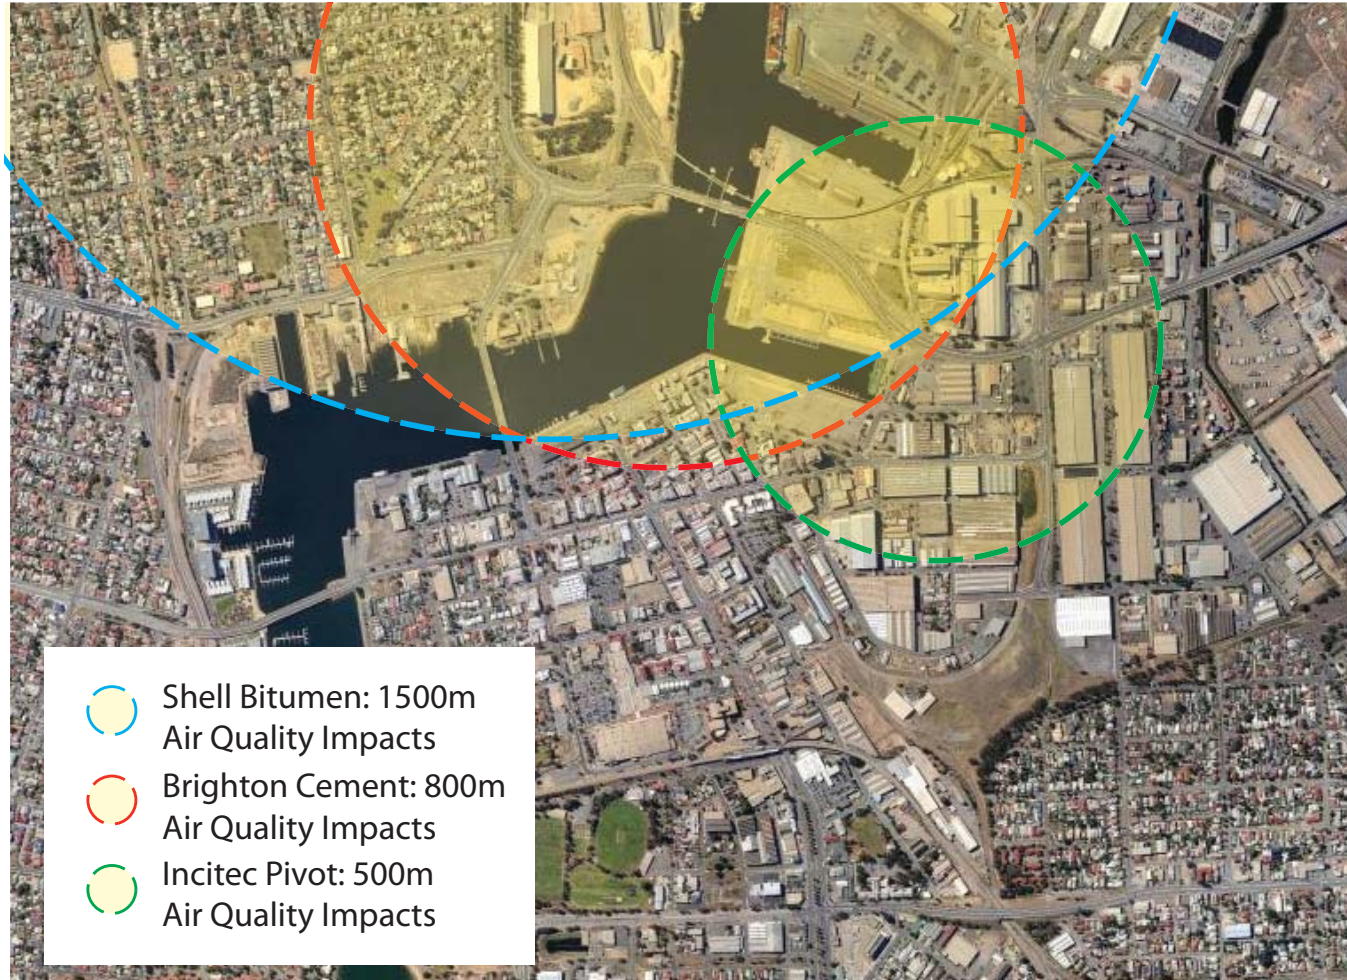 Shell Bitumen: 1500m
Air Quality Impacts
Brighton Cement: 800m
Air Quality Impacts
Incitec Pivot: 500m
Air Quality Impacts